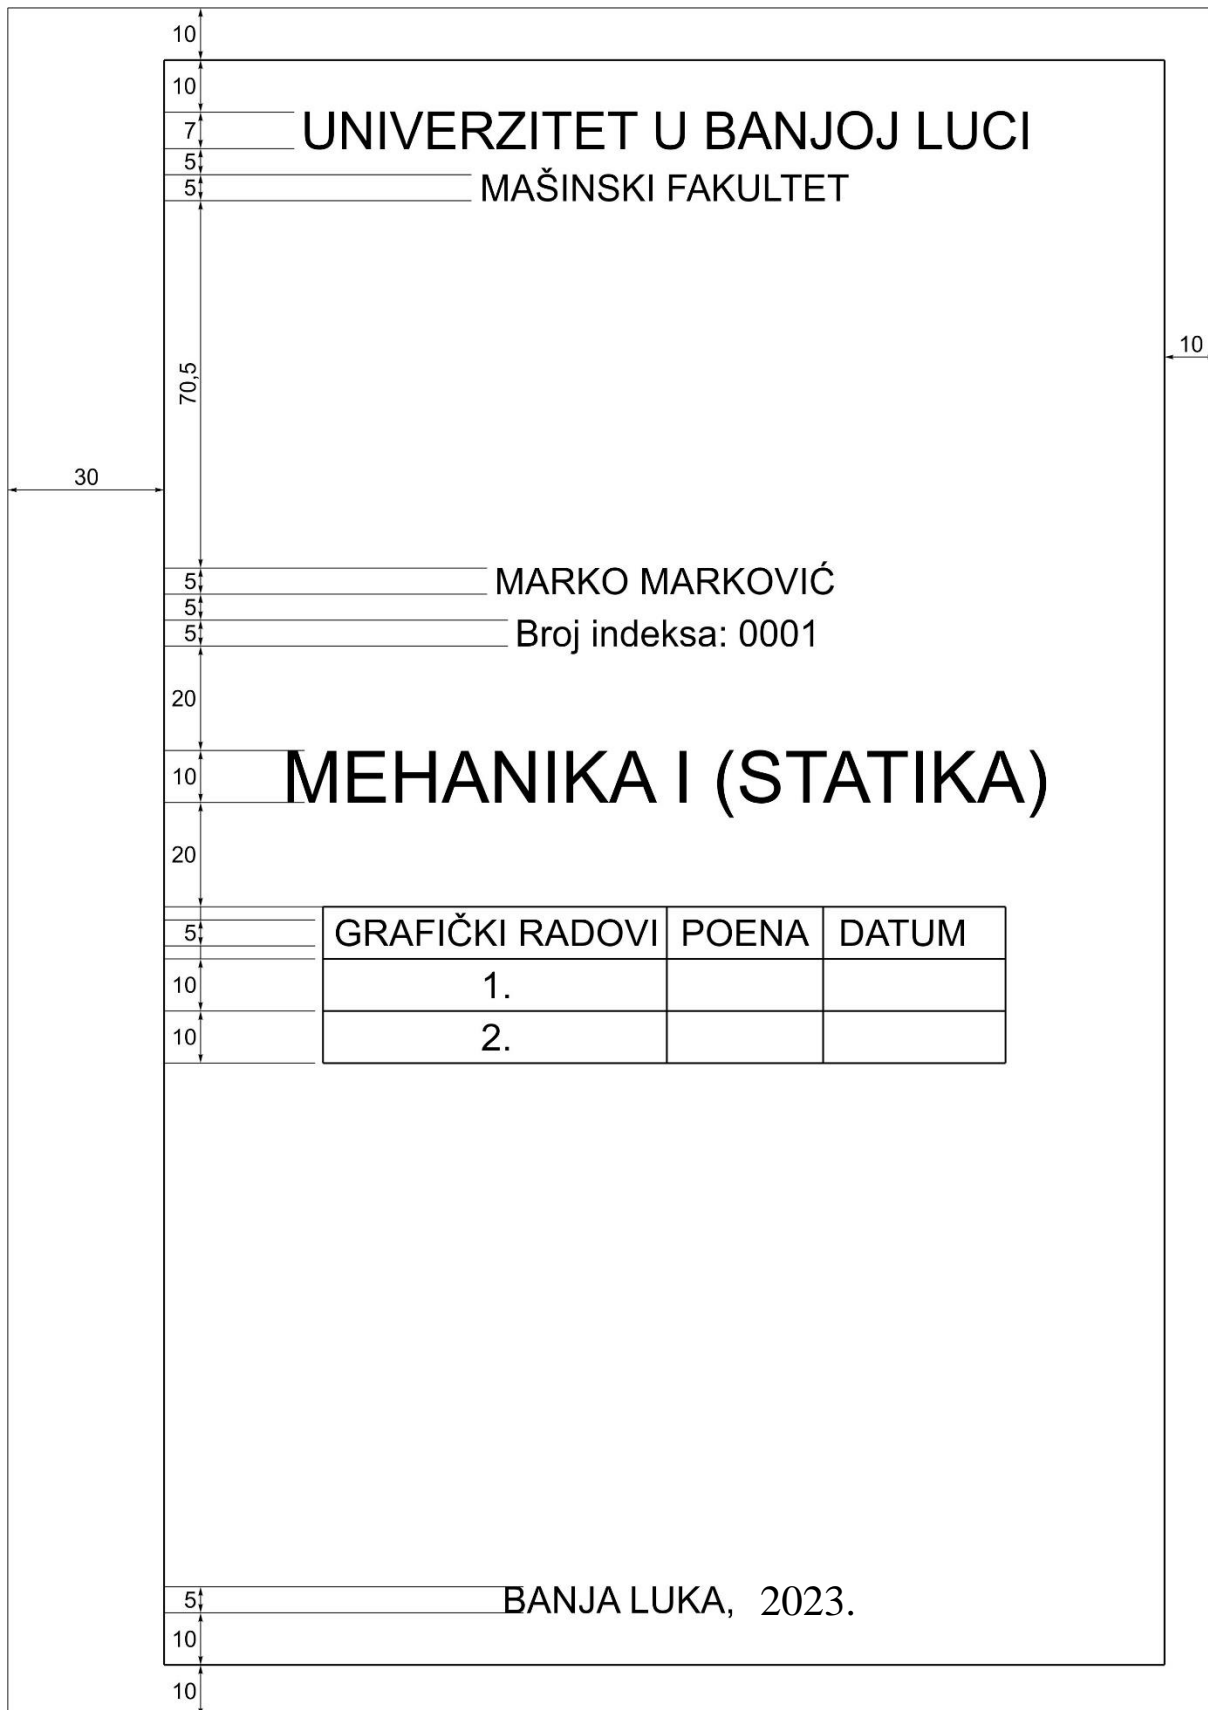 10
10
7 UNIVERZITET U BANJOJ LUCI
5
5 MAŠINSKI FAKULTET
10
70,5
30
5 MARKO MARKOVIĆ
5
5 Broj indeksa: 0001
20
10 MEHANIKA I (STATIKA)
20
5 GRAFIČKI RADOVI POENA DATUM
10 1.
10 2.
5 BANJA LUKA, 2023.
10
10